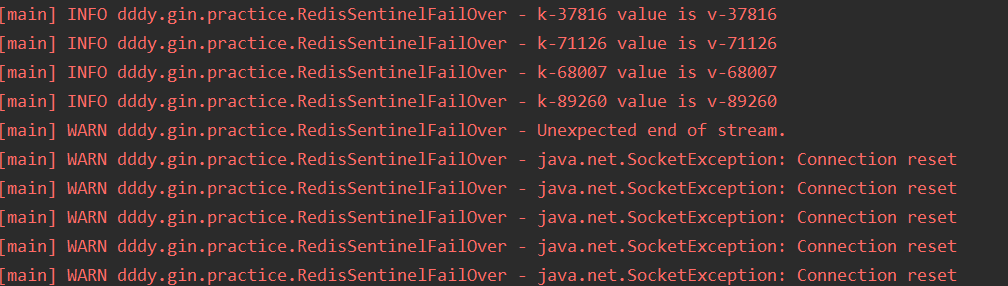 [main] INFO dddy.gin.practice.RedisSentinelFailOver - k-37816 value is v-37816
[main] INFO dddy.gin.practice.RedisSentinelFailOver - k-71126 value is v-71126
[main] INFO dddy.gin.practice.RedisSentinelFailOver - k-68007 value is v-68007
[main] INFO dddy.gin.practice.RedisSentinelFailOver - k-89260 value is v-89260
[main] WARN dddy.gin.practice.RedisSentinelFailOver - Unexpected end of stream.
[main] WARN dddy.gin.practice.RedisSentinelFailOver - java.net.SocketException: Connection reset
[main] WARN dddy.gin.practice.RedisSentinelFailOver - java.net.SocketException: Connection reset
[main] WARN dddy.gin.practice.RedisSentinelFailOver - java.net.SocketException: Connection reset
[main] WARN dddy.gin.practice.RedisSentinelFailOver - java.net.SocketException: Connection reset
[main] WARN dddy.gin.practice.RedisSentinelFailOver - java.net.SocketException: Connection reset